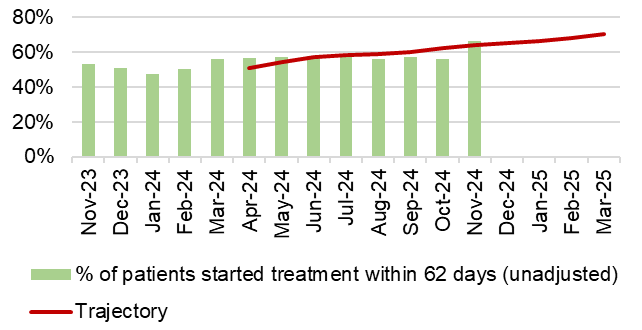 80%
60%
40%
20%
0%
Nov-23
Dec-23
Jan-24
Feb-24
Mar-24
Apr-24
May-24
Jun-24
Jul-24
Aug-24
Sep-24
Oct-24
Nov-24
Dec-24
Jan-25
Feb-25
Mar-25
% of patients started treatment within 62 days (unadjusted)
Trajectory